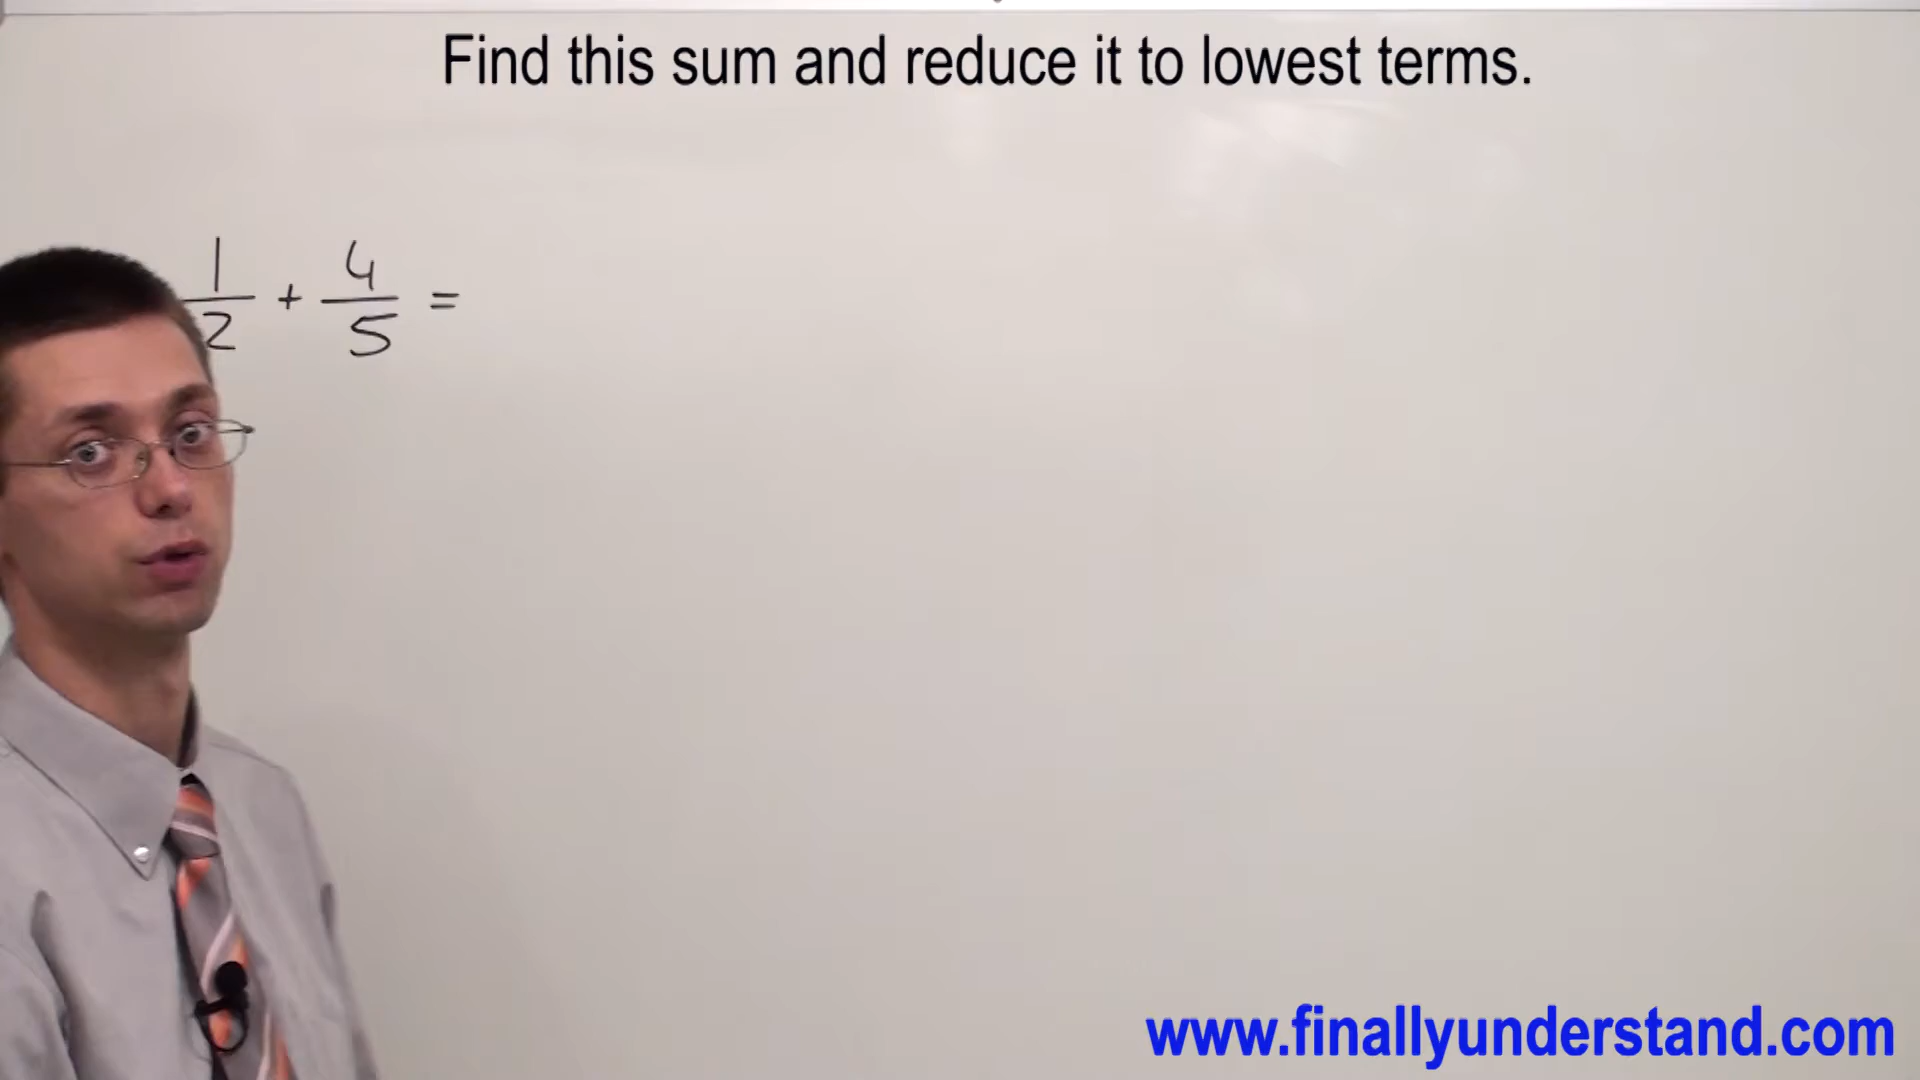 Find this sum and reduce it to lowest terms.
1/2 + 4/5 =
www.finallyunderstand.com